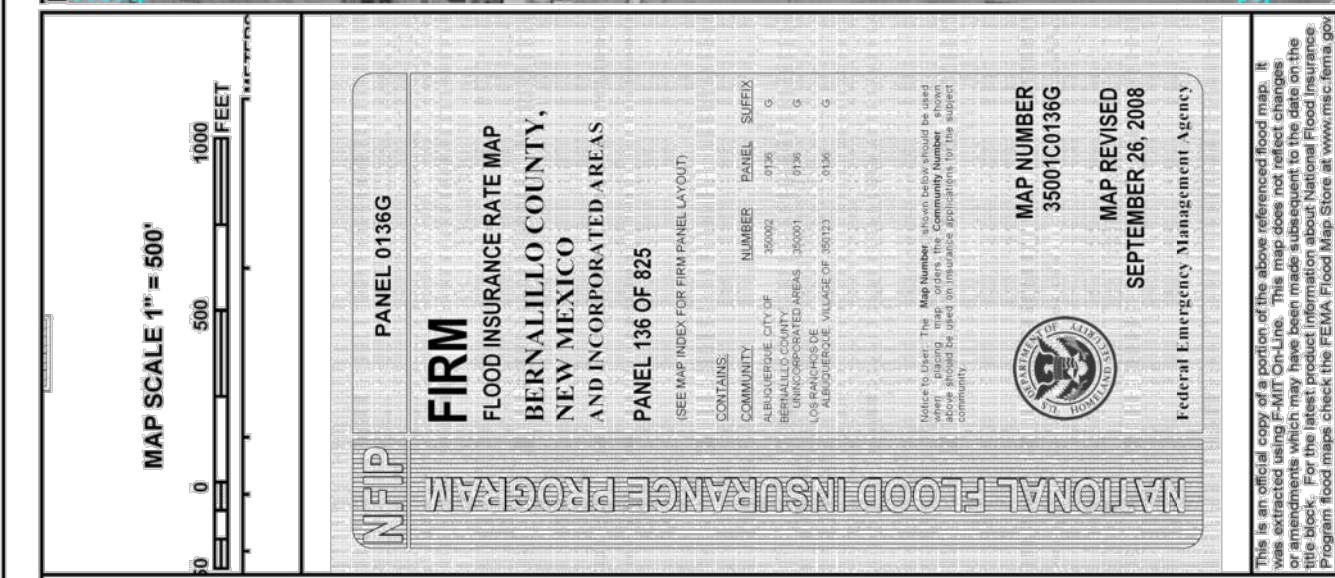 MAP SCALE 1" = 500'
50 0 500 1000
FEET
METERS
NFIP
NATIONAL FLOOD INSURANCE PROGRAM
PANEL 0136G
FIRM
FLOOD INSURANCE RATE MAP
BERNALILLO COUNTY,
NEW MEXICO
AND INCORPORATED AREAS
PANEL 136 OF 825
(SEE MAP INDEX FOR FIRM PANEL LAYOUT)
CONTAINS:
COMMUNITY NUMBER PANEL SUFFIX
ALBUQUERQUE, CITY OF 350002 0136 G
BERNALILLO COUNTY
UNINCORPORATED AREAS 350001 0136 G
LOS RANCHOS DE
ALBUQUERQUE, VILLAGE OF 350123 0136 G
Notice to User: The Map Number shown below should be used
when placing map orders; the Community Number shown
above should be used on insurance applications for the subject
community.
U.S. DEPARTMENT OF HOMELAND SECURITY
MAP NUMBER
35001C0136G
MAP REVISED
SEPTEMBER 26, 2008
Federal Emergency Management Agency
This is an official copy of a portion of the above referenced flood map. It
was extracted using F-MIT On-Line. This map does not reflect changes
or amendments which may have been made subsequent to the date on the
title block. For the latest product information about National Flood Insurance
Program flood maps check the FEMA Flood Map Store at www.msc.fema.gov